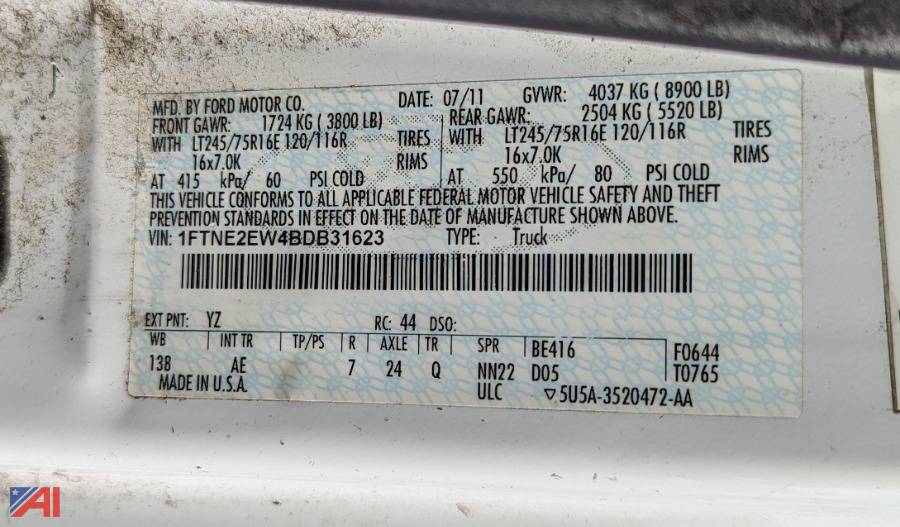 MFD. BY FORD MOTOR CO. DATE: 07/11 GVWR: 4037 KG ( 8900 LB)
FRONT GAWR: 1724 KG ( 3800 LB) REAR GAWR: 2504 KG ( 5520 LB)
WITH LT245/75R16E 120/116R TIRES WITH LT245/75R16E 120/116R TIRES
16x7.0K RIMS 16x7.0K RIMS
AT 415 kPa/ 60 PSI COLD AT 550 kPa/ 80 PSI COLD
THIS VEHICLE CONFORMS TO ALL APPLICABLE FEDERAL MOTOR VEHICLE SAFETY AND THEFT
PREVENTION STANDARDS IN EFFECT ON THE DATE OF MANUFACTURE SHOWN ABOVE.
VIN: 1FTNE2EW4BDB31623 TYPE: Truck
EXT PNT: YZ RC: 44 DSO:
WB INT TR TP/PS R AXLE TR SPR BE416 F0644
138 AE 7 24 Q NN22 D05 T0765
MADE IN U.S.A. ULC ▽5U5A-3520472-AA
AI